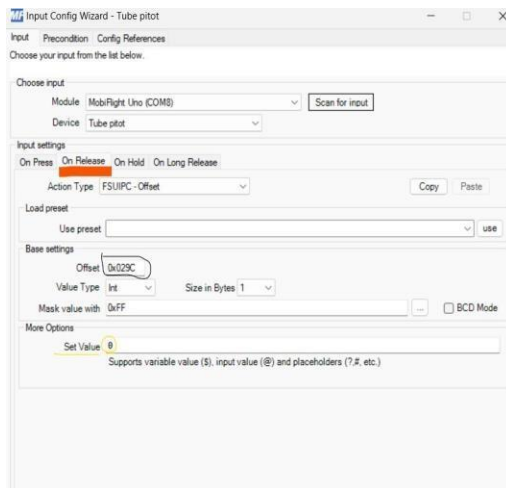 MF Input Config Wizard - Tube pitot
Input Precondition Config References
Choose your input from the list below.
Choose input
Module MobiFlight Uno (COM8) Scan for input
Device Tube pitot
Input settings
On Press On Release On Hold On Long Release
Action Type FSUIPC - Offset Copy Paste
Load preset
Use preset use
Base settings
Offset 0x029C
Value Type Int Size in Bytes 1
Mask value with 0xFF ... BCD Mode
More Options
Set Value 0
Supports variable value ($), input value (@) and placeholders (?,#, etc.)